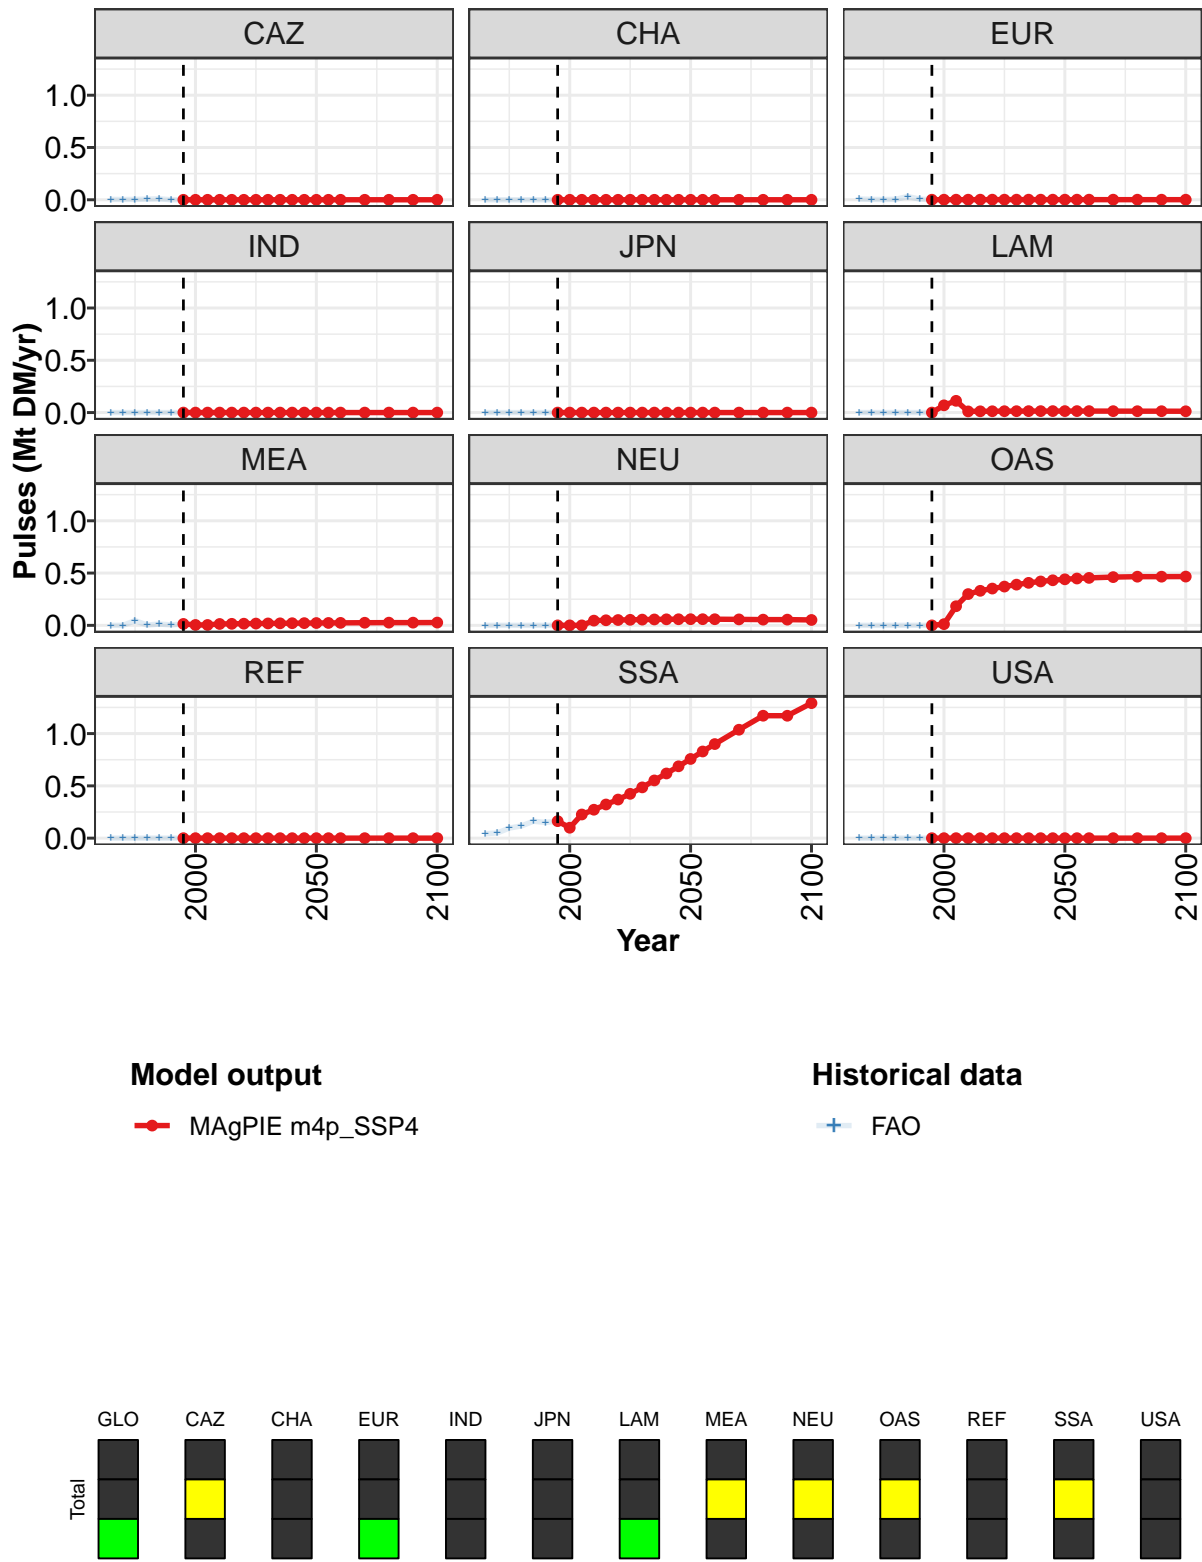 CAZ CHA EUR
1.0
0.5
0.0
IND JPN LAM
1.0
0.5
0.0
MEA NEU OAS
1.0
0.5
0.0
REF SSA USA
1.0
0.5
0.0
Pulses (Mt DM/yr)
2000 2050 2100 2000 2050 2100 2000 2050 2100
Year
Model output
MAgPIE m4p_SSP4
Historical data
FAO
GLO CAZ CHA EUR IND JPN LAM MEA NEU OAS REF SSA USA
Total